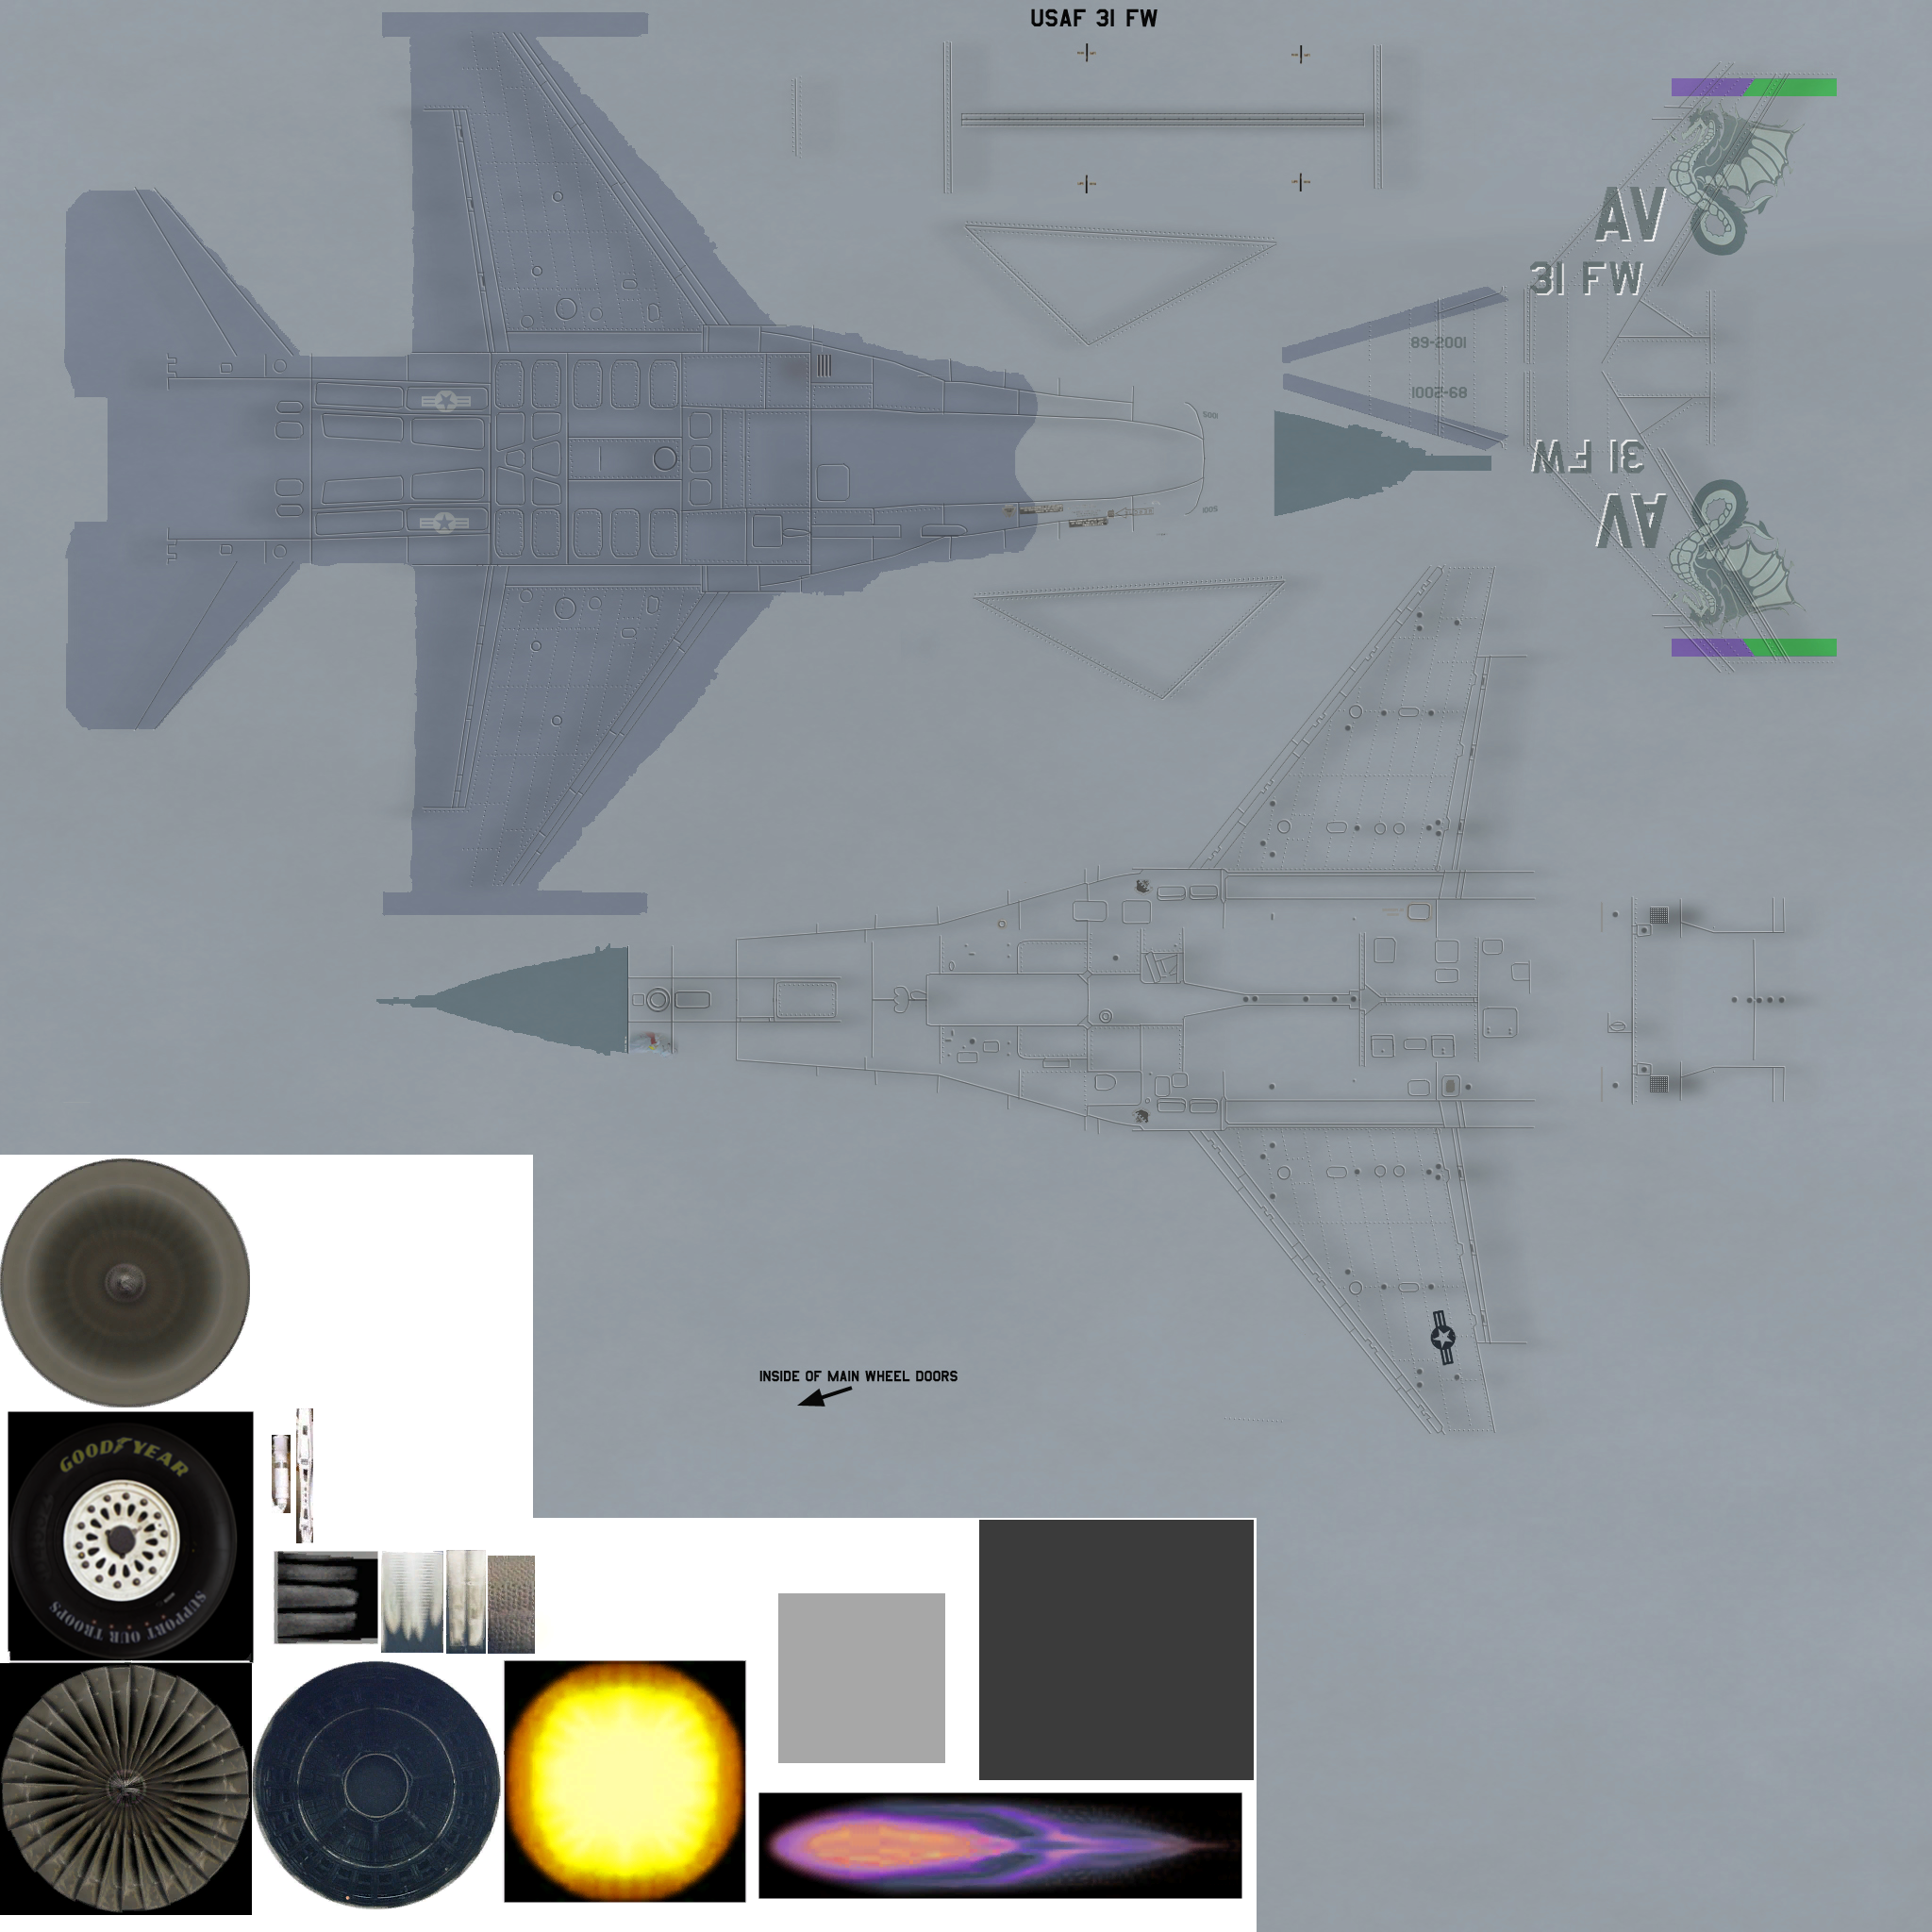 USAF 31 FW
AV
31 FW
89-2001
89-2001
31 FW
AV
INSIDE OF MAIN WHEEL DOORS
GOODYEAR
SUPPORT OUR TROOPS